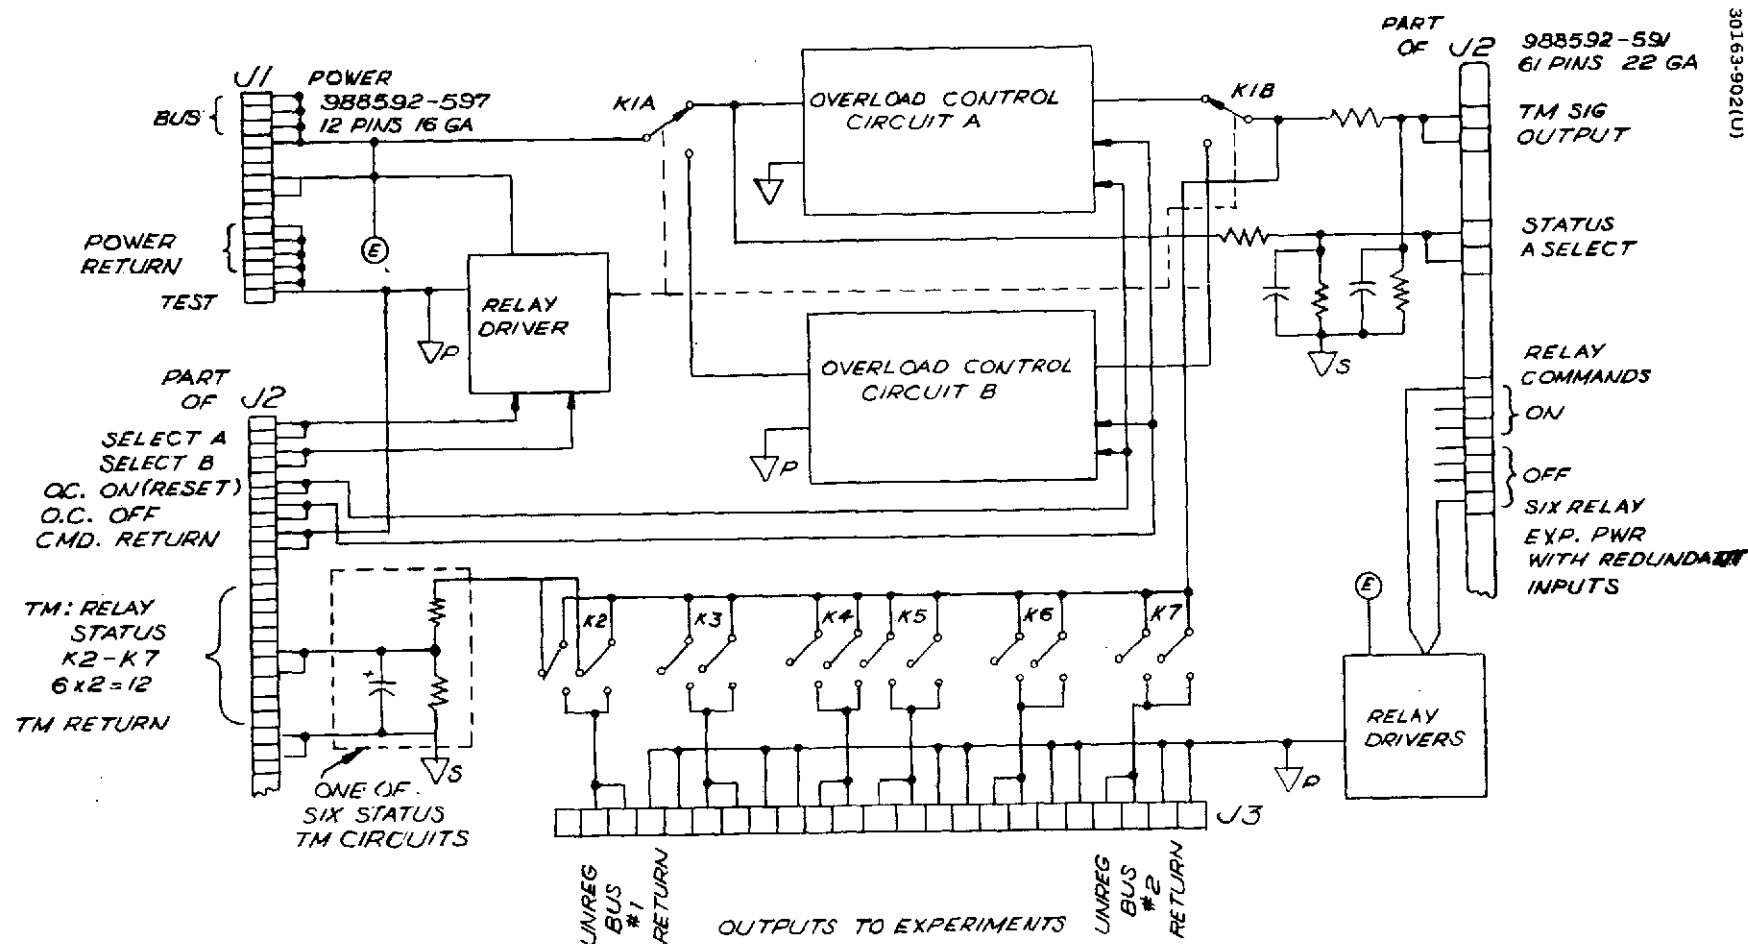 30163-902(U)
PART
OF J2
988592-591
61 PINS 22 GA
J1
POWER
988592-597
12 PINS 16 GA
BUS
K1A
OVERLOAD CONTROL
CIRCUIT A
K1B
TM SIG
OUTPUT
POWER
RETURN
E
TEST
STATUS
A SELECT
RELAY
DRIVER
P
S
OVERLOAD CONTROL
CIRCUIT B
P
PART
OF J2
SELECT A
SELECT B
O.C. ON (RESET)
O.C. OFF
CMD. RETURN
RELAY
COMMANDS
ON
OFF
SIX RELAY
EXP. PWR
WITH REDUNDANT
INPUTS
TM: RELAY
STATUS
K2-K7
6 x 2 = 12
TM RETURN
K2
K3
K4
K5
K6
K7
E
RELAY
DRIVERS
S
P
ONE OF
SIX STATUS
TM CIRCUITS
J3
UNREG
BUS
#1
RETURN
OUTPUTS TO EXPERIMENTS
UNREG
BUS
#2
RETURN